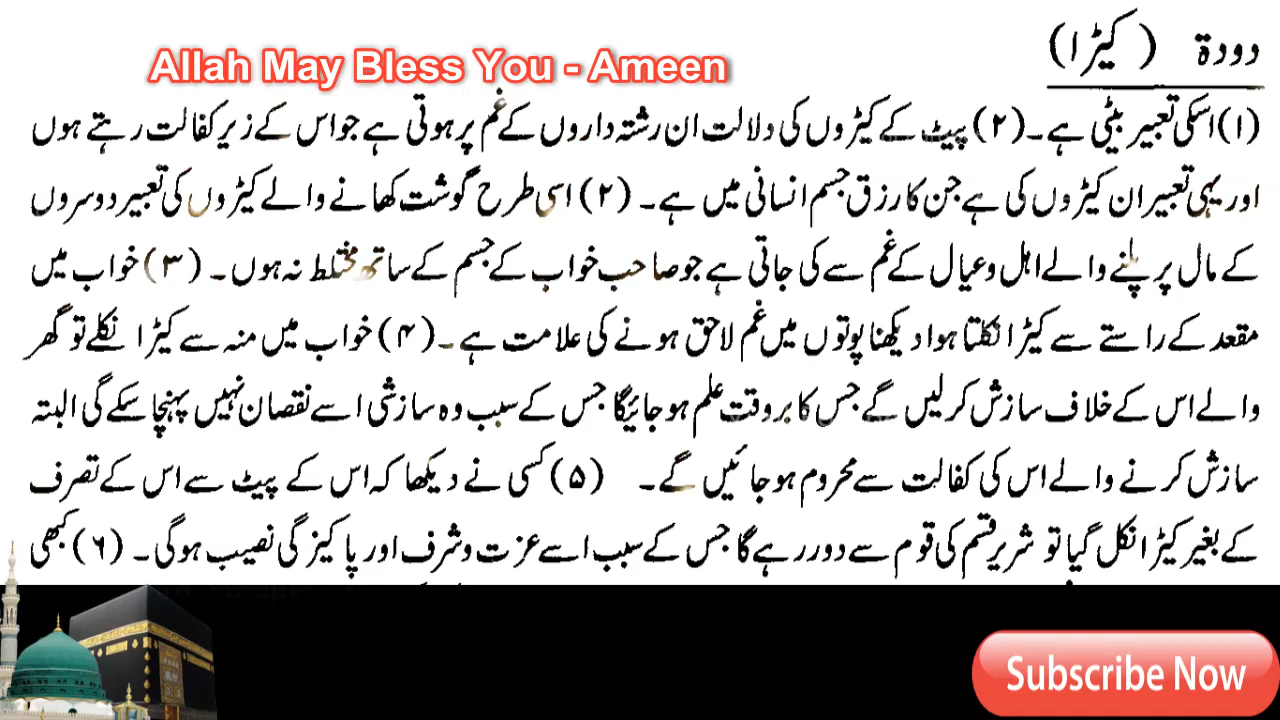 Allah May Bless You - Ameen
دودۃ (کیڑا)
(۱) اسکی تعبیر بیٹی ہے۔ (۲) پیٹ کے کیڑوں کی دلالت ان رشتہ داروں کے غم پر ہوتی ہے جو اس کے زیر کفالت رہتے ہوں
اور یہی تعبیر ان کیڑوں کی ہے جن کا رزق جسم انسانی میں ہے۔ (۲) اسی طرح گوشت کھانے والے کیڑوں کی تعبیر دوسروں
کے مال پر پلنے والے اہل و عیال کے غم سے کی جاتی ہے جو صاحب خواب کے جسم کے ساتھ مختلط نہ ہوں۔ (۳) خواب میں
مقعد کے راستے سے کیڑا نکلتا ہوا دیکھنا پوتوں میں غم لاحق ہونے کی علامت ہے۔ (۴) خواب میں منہ سے کیڑا نکلے تو گھر
والے اس کے خلاف سازش کرلیں گے جس کا بروقت علم ہو جائیگا جس کے سبب وہ سازشی اسے نقصان نہیں پہنچا سکے گی البتہ
سازش کرنے والے اس کی کفالت سے محروم ہو جائیں گے۔ (۵) کسی نے دیکھا کہ اس کے پیٹ سے اس کے تصرف
کے بغیر کیڑا نکل گیا تو شریر قسم کی قوم سے دور رہے گا جس کے سبب اسے عزت و شرف اور پاکیزگی نصیب ہوگی۔ (۶) کبھی
Subscribe Now